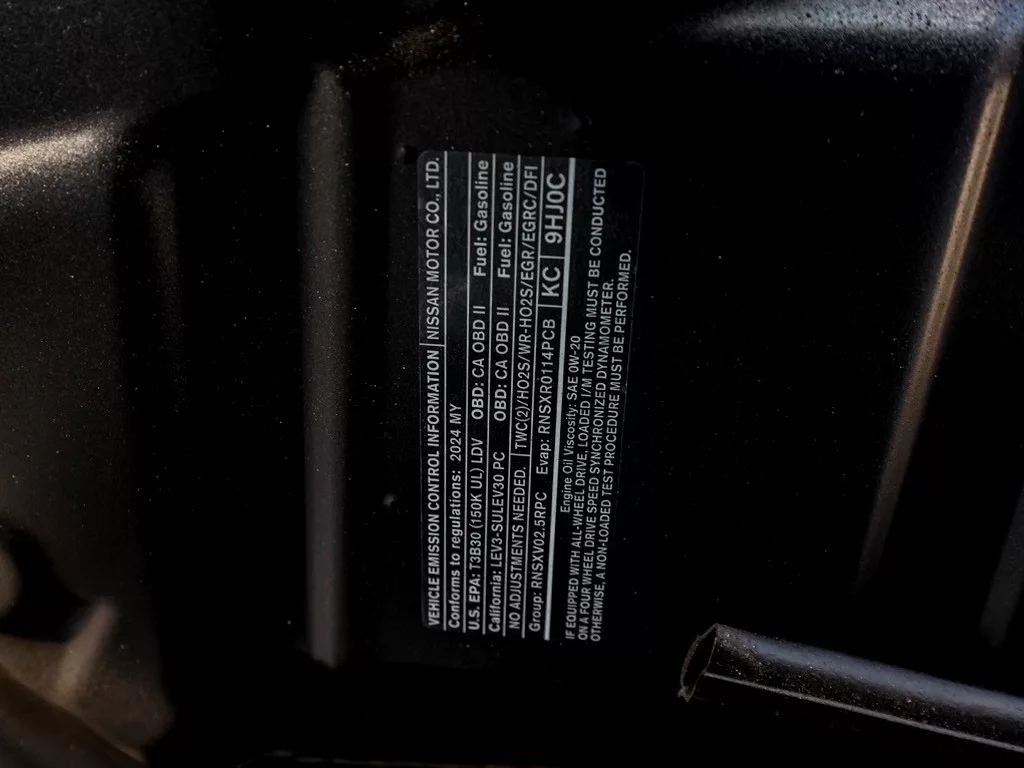 VEHICLE EMISSION CONTROL INFORMATION NISSAN MOTOR CO., LTD.
Conforms to regulations: 2024 MY
U.S. EPA: T3B30 (150K UL) LDV OBD: CA OBD II Fuel: Gasoline
California: LEV3-SULEV30 PC OBD: CA OBD II Fuel: Gasoline
NO ADJUSTMENTS NEEDED. TWC(2)/HO2S/WR-HO2S/EGR/EGRC/DFI
Group: RNSXV02.5RPC Evap: RNSXR0114PCB KC 9HJ0C
Engine Oil Viscosity: SAE 0W-20
IF EQUIPPED WITH ALL-WHEEL DRIVE, LOADED I/M TESTING MUST BE CONDUCTED
ON A FOUR WHEEL DRIVE SPEED SYNCHRONIZED DYNAMOMETER.
OTHERWISE, A NON-LOADED TEST PROCEDURE MUST BE PERFORMED.